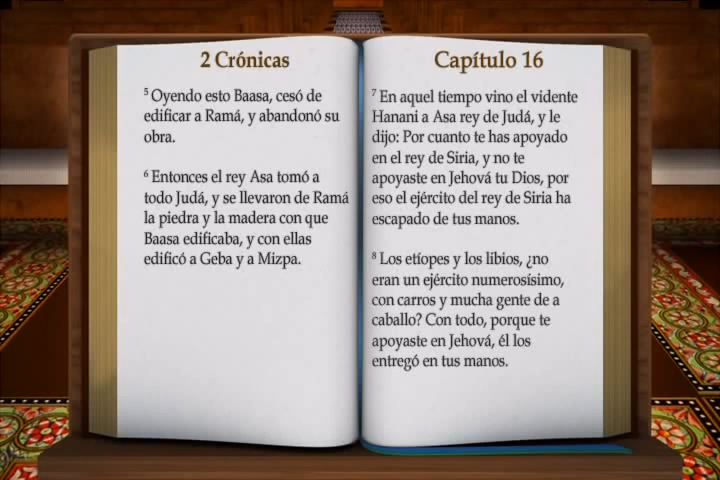 2 Crónicas
5 Oyendo esto Baasa, cesó de
edificar a Ramá, y abandonó su
obra.
6 Entonces el rey Asa tomó a
todo Judá, y se llevaron de Ramá
la piedra y la madera con que
Baasa edificaba, y con ellas
edificó a Geba y a Mizpa.
Capítulo 16
7 En aquel tiempo vino el vidente
Hanani a Asa rey de Judá, y le
dijo: Por cuanto te has apoyado
en el rey de Siria, y no te
apoyaste en Jehová tu Dios, por
eso el ejército del rey de Siria ha
escapado de tus manos.
8 Los etíopes y los libios, ¿no
eran un ejército numerosísimo,
con carros y mucha gente de a
caballo? Con todo, porque te
apoyaste en Jehová, él los
entregó en tus manos.